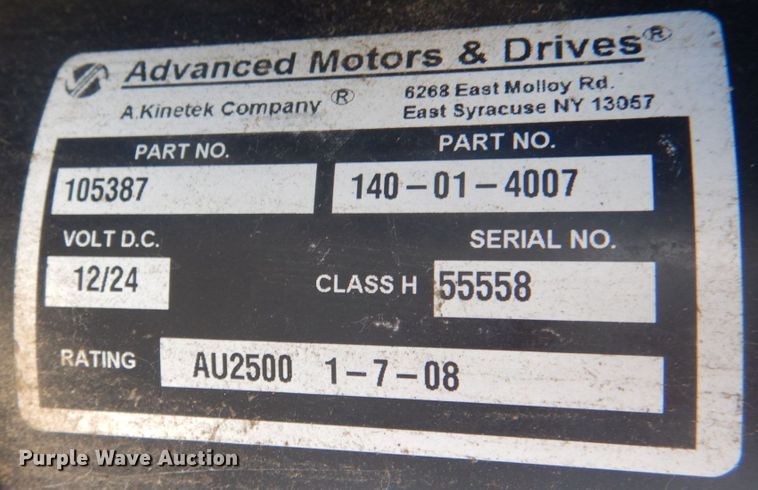 Advanced Motors & Drives®
A.Kinetek Company ®
6268 East Molloy Rd.
East Syracuse NY 13057
PART NO.
105387
PART NO.
140-01-4007
VOLT D.C.
12/24
CLASS H
SERIAL NO.
55558
RATING
AU2500 1-7-08
Purple Wave Auction